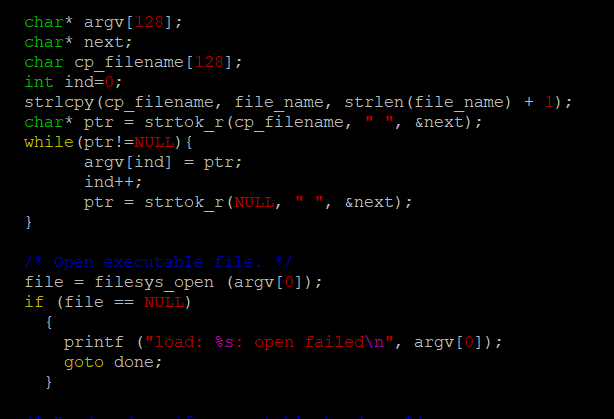 char* argv[128];
char* next;
char cp_filename[128];
int ind=0;
strlcpy(cp_filename, file_name, strlen(file_name) + 1);
char* ptr = strtok_r(cp_filename, " ", &next);
while(ptr!=NULL){
argv[ind] = ptr;
ind++;
ptr = strtok_r(NULL, " ", &next);
}
/* Open executable file. */
file = filesys_open (argv[0]);
if (file == NULL)
{
printf ("load: %s: open failed\n", argv[0]);
goto done;
}